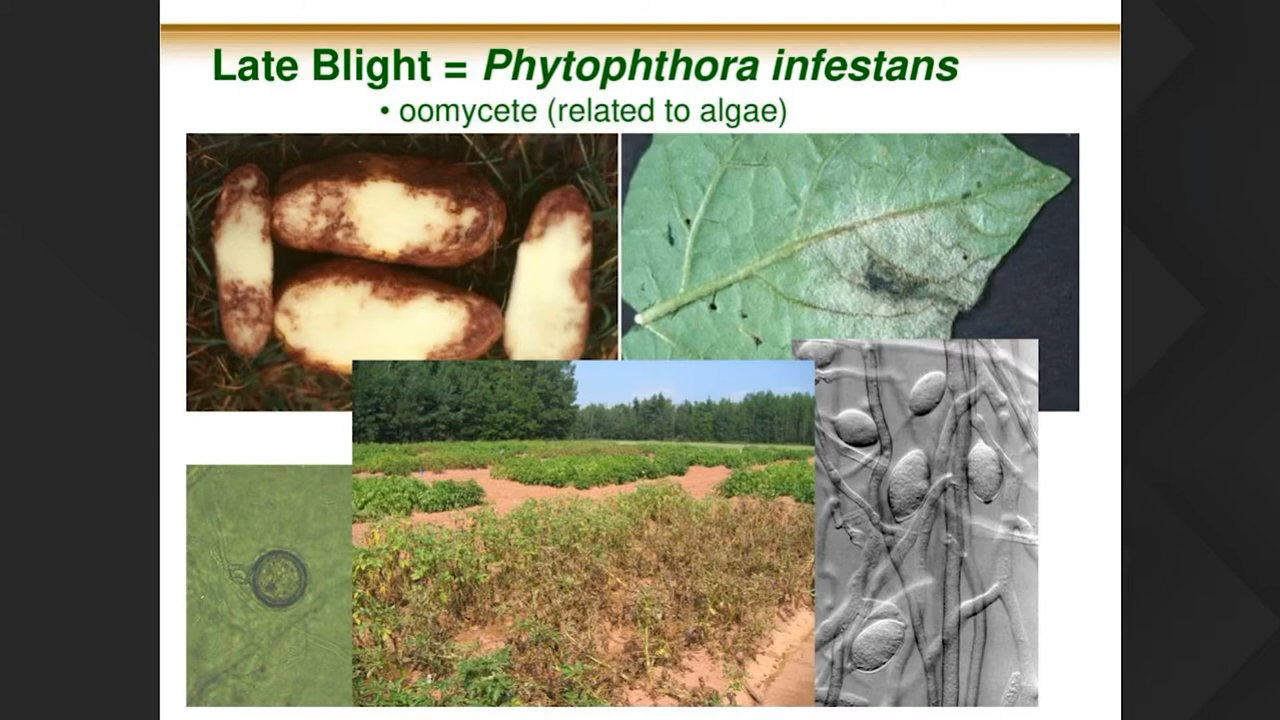 Late Blight = Phytophthora infestans
• oomycete (related to algae)